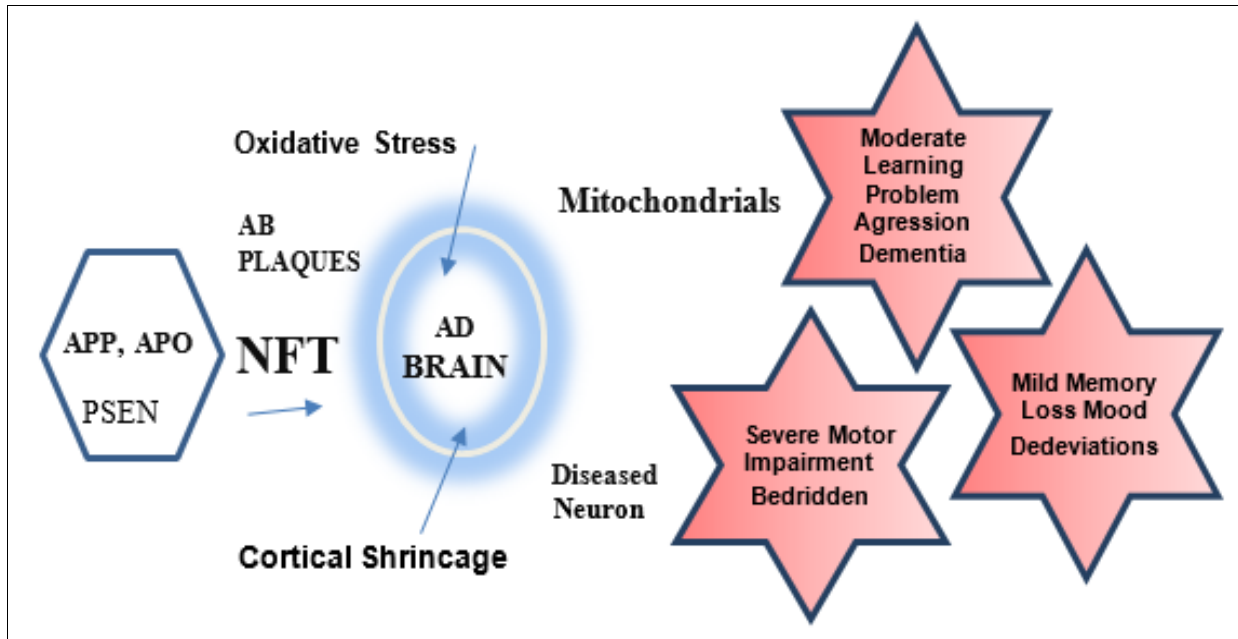 APP, APO
PSEN
Oxidative Stress
AB
PLAQUES
NFT
AD
BRAIN
Cortical Shrincage
Mitochondrials
Diseased
Neuron
Moderate
Learning
Problem
Agression
Dementia
Severe Motor
Impairment
Bedridden
Mild Memory
Loss Mood
Dedeviations